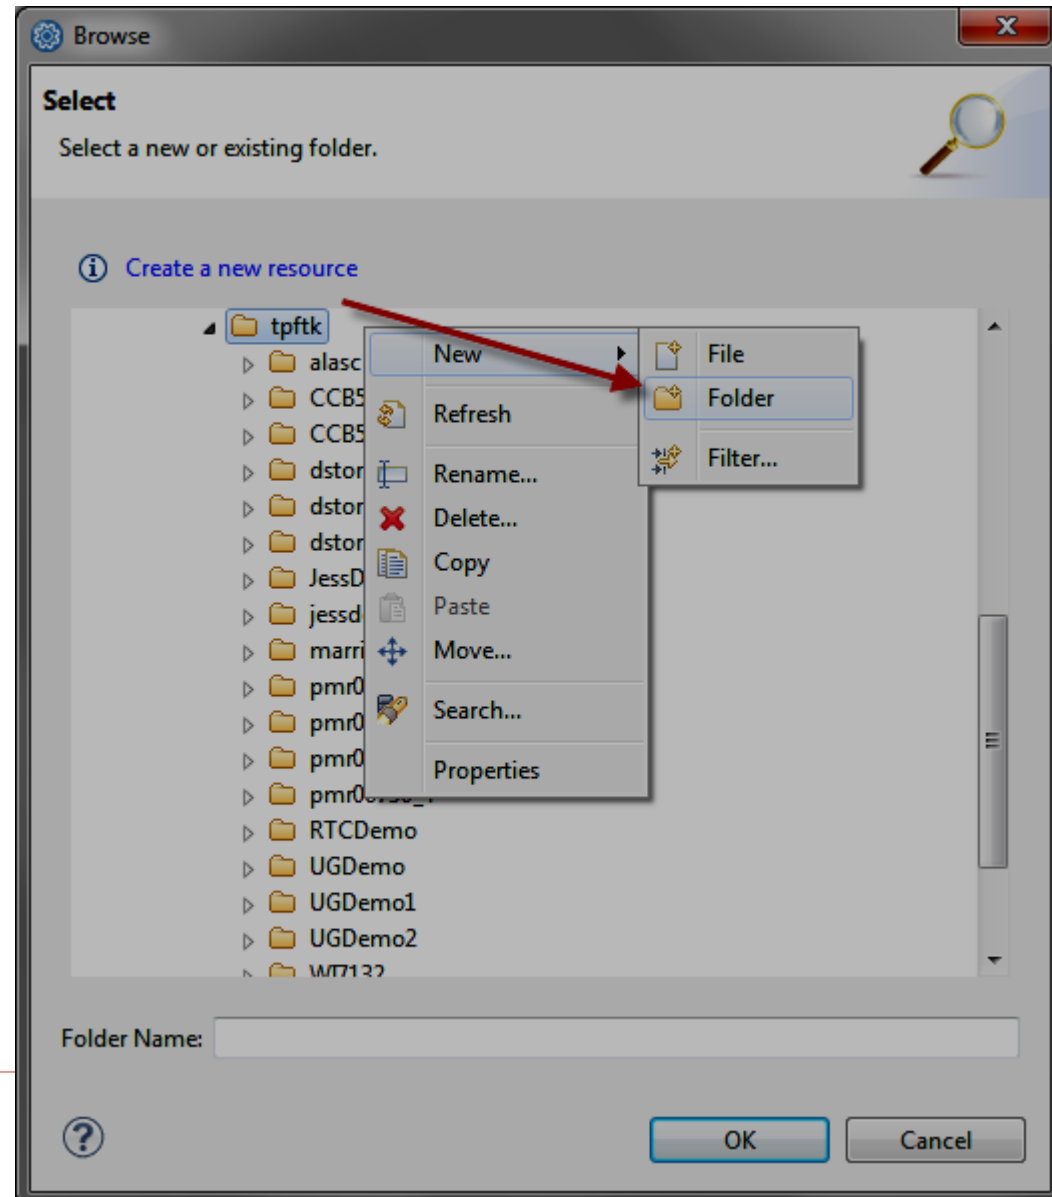 Browse
Select
Select a new or existing folder.
Create a new resource
tpftk
alasc
CCB5
CCB5
dstor
dstor
dstor
JessD
jessd
marri
pmr0
pmr0
pmr0
RTCDemo
UGDemo
UGDemo1
UGDemo2
WI7132
New
Refresh
Rename...
Delete...
Copy
Paste
Move...
Search...
Properties
File
Folder
Filter...
Folder Name:
OK
Cancel